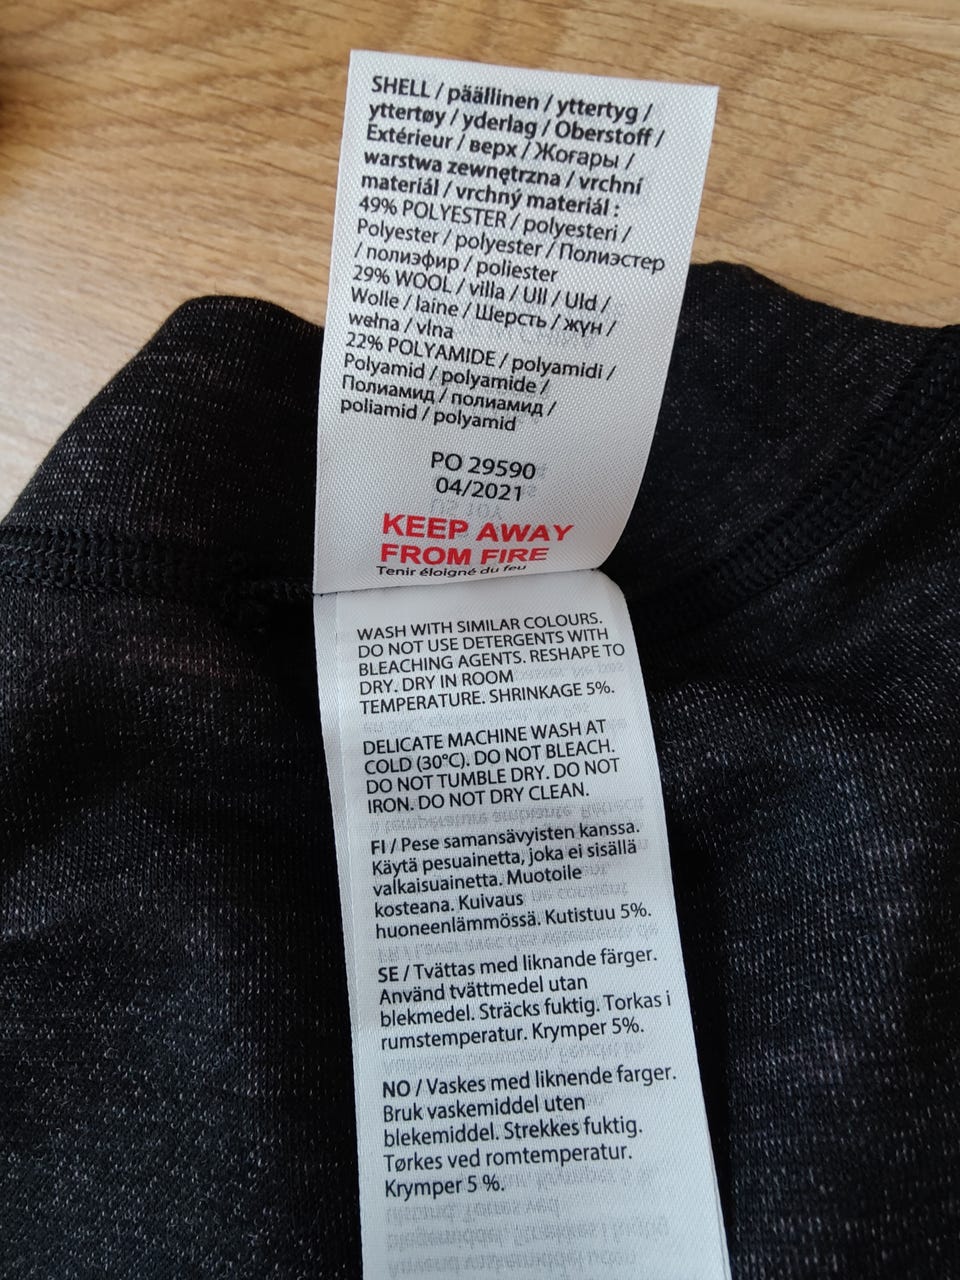 SHELL / päällinen / yttertyg /
yttertøy / yderlag / Oberstoff /
Extérieur / верх / Жоғары /
warstwa zewnętrzna / vrchní
materiál / vrchný materiál :
49% POLYESTER / polyesteri /
Polyester / polyester / Полиэстер
/ полиэфир / poliester
29% WOOL / villa / Ull / Uld /
Wolle / laine / Шерсть / жүн /
wełna / vlna
22% POLYAMIDE / polyamidi /
Polyamid / polyamide /
Полиамид / полиамид /
poliamid / polyamid
PO 29590
04/2021
KEEP AWAY
FROM FIRE
Tenir éloigné du feu
WASH WITH SIMILAR COLOURS.
DO NOT USE DETERGENTS WITH
BLEACHING AGENTS. RESHAPE TO
DRY. DRY IN ROOM
TEMPERATURE. SHRINKAGE 5%.
DELICATE MACHINE WASH AT
COLD (30°C). DO NOT BLEACH.
DO NOT TUMBLE DRY. DO NOT
IRON. DO NOT DRY CLEAN.
FI / Pese samansävyisten kanssa.
Käytä pesuainetta, joka ei sisällä
valkaisuainetta. Muotoile
kosteana. Kuivaus
huoneenlämmössä. Kutistuu 5%.
SE / Tvättas med liknande färger.
Använd tvättmedel utan
blekmedel. Sträcks fuktig. Torkas i
rumstemperatur. Krymper 5%.
NO / Vaskes med liknende farger.
Bruk vaskemiddel uten
blekemiddel. Strekkes fuktig.
Tørkes ved romtemperatur.
Krymper 5 %.